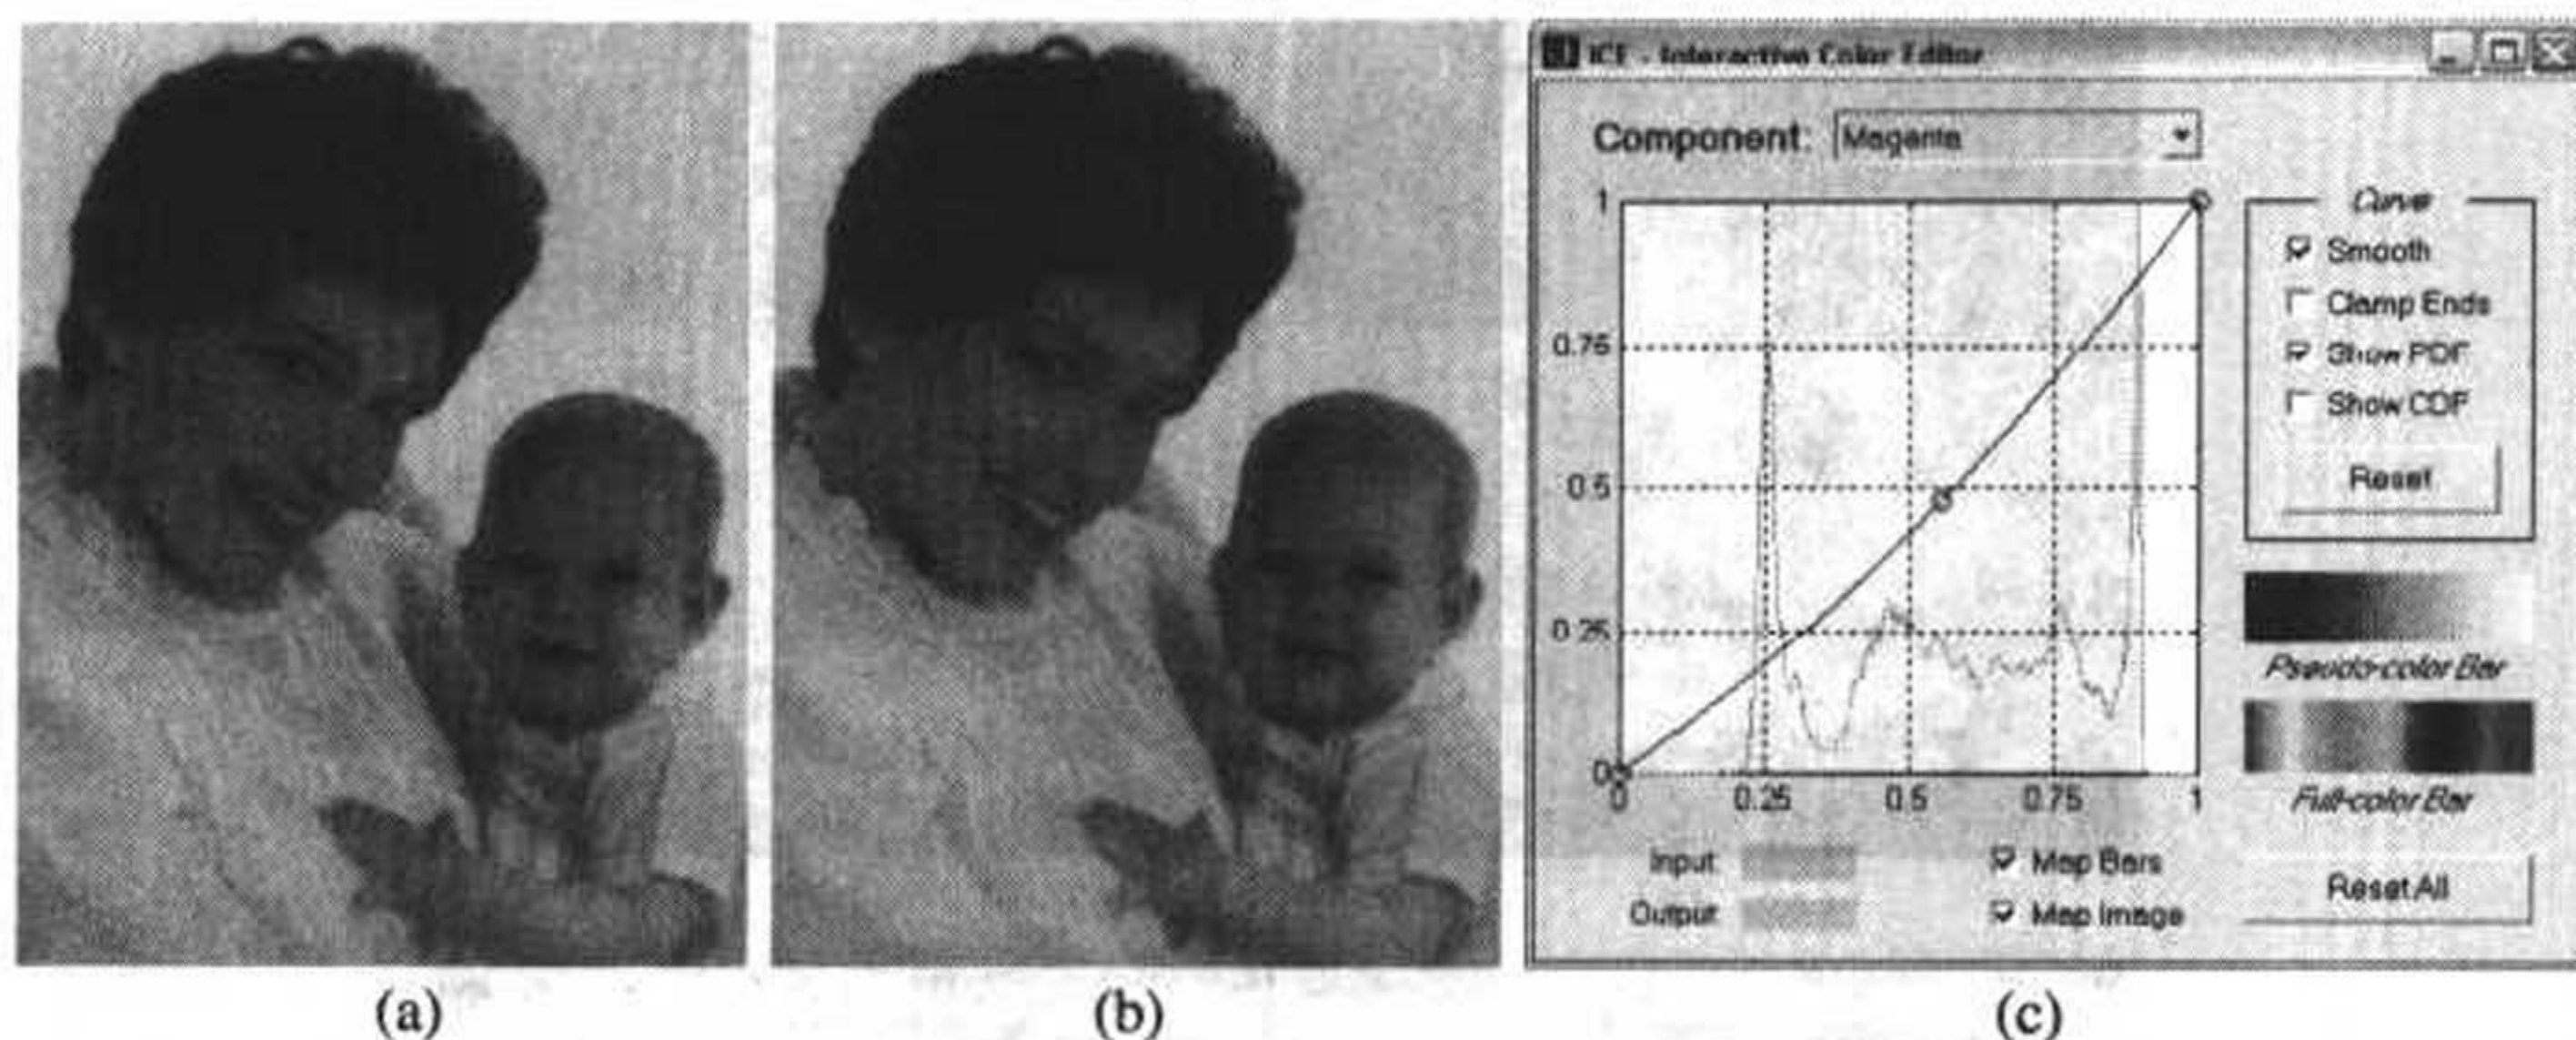 ICE - Interactive Color Editor
Component: Magenta
Curve
Smooth
Clamp Ends
Show PDF
Show CDF
Reset
1
0.75
0.5
0.25
0
0 0.25 0.5 0.75 1
Pseudo-color Bar
Full-color Bar
Input:
Output:
Map Bars
Map Image
Reset All
(a) (b) (c)